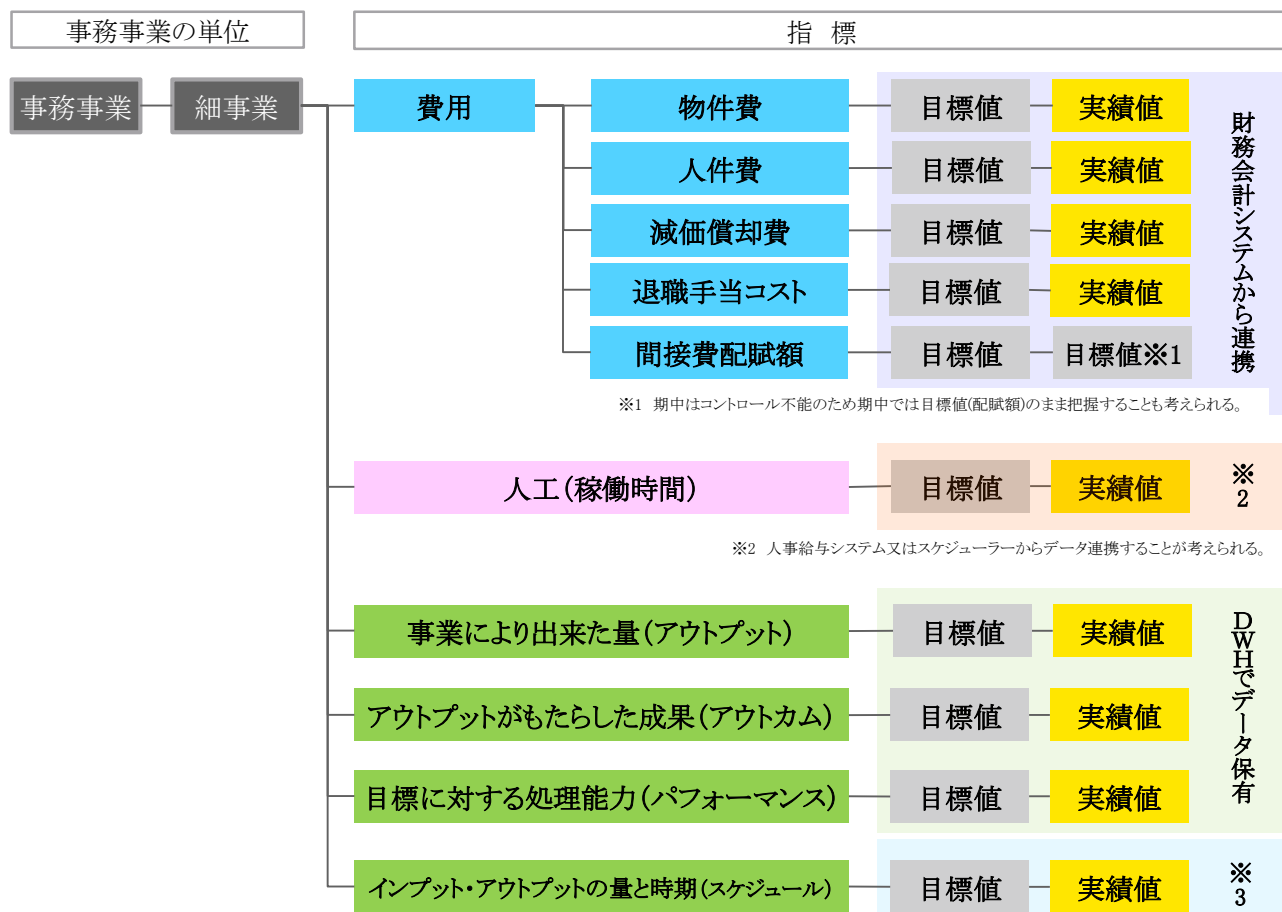 事務事業の単位
指 標
事務事業
細事業
費用
物件費
目標値
実績値
人件費
目標値
実績値
減価償却費
目標値
実績値
退職手当コスト
目標値
実績値
間接費配賦額
目標値
目標値※1
財務会計システムから連携
※1 期中はコントロール不能のため期中では目標値(配賦額)のまま把握することも考えられる。
人工(稼働時間)
目標値
実績値
※2
※2 人事給与システム又はスケジューラーからデータ連携することが考えられる。
事業により出来た量(アウトプット)
目標値
実績値
アウトプットがもたらした成果(アウトカム)
目標値
実績値
目標に対する処理能力(パフォーマンス)
目標値
実績値
DWHでデータ保有
インプット・アウトプットの量と時期(スケジュール)
目標値
実績値
※3